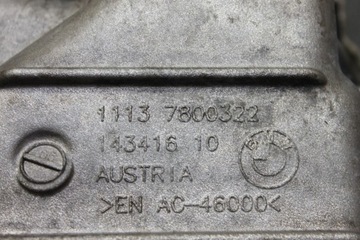 1113 7800322
143416 10
AUSTRIA
>EN AC-46000<